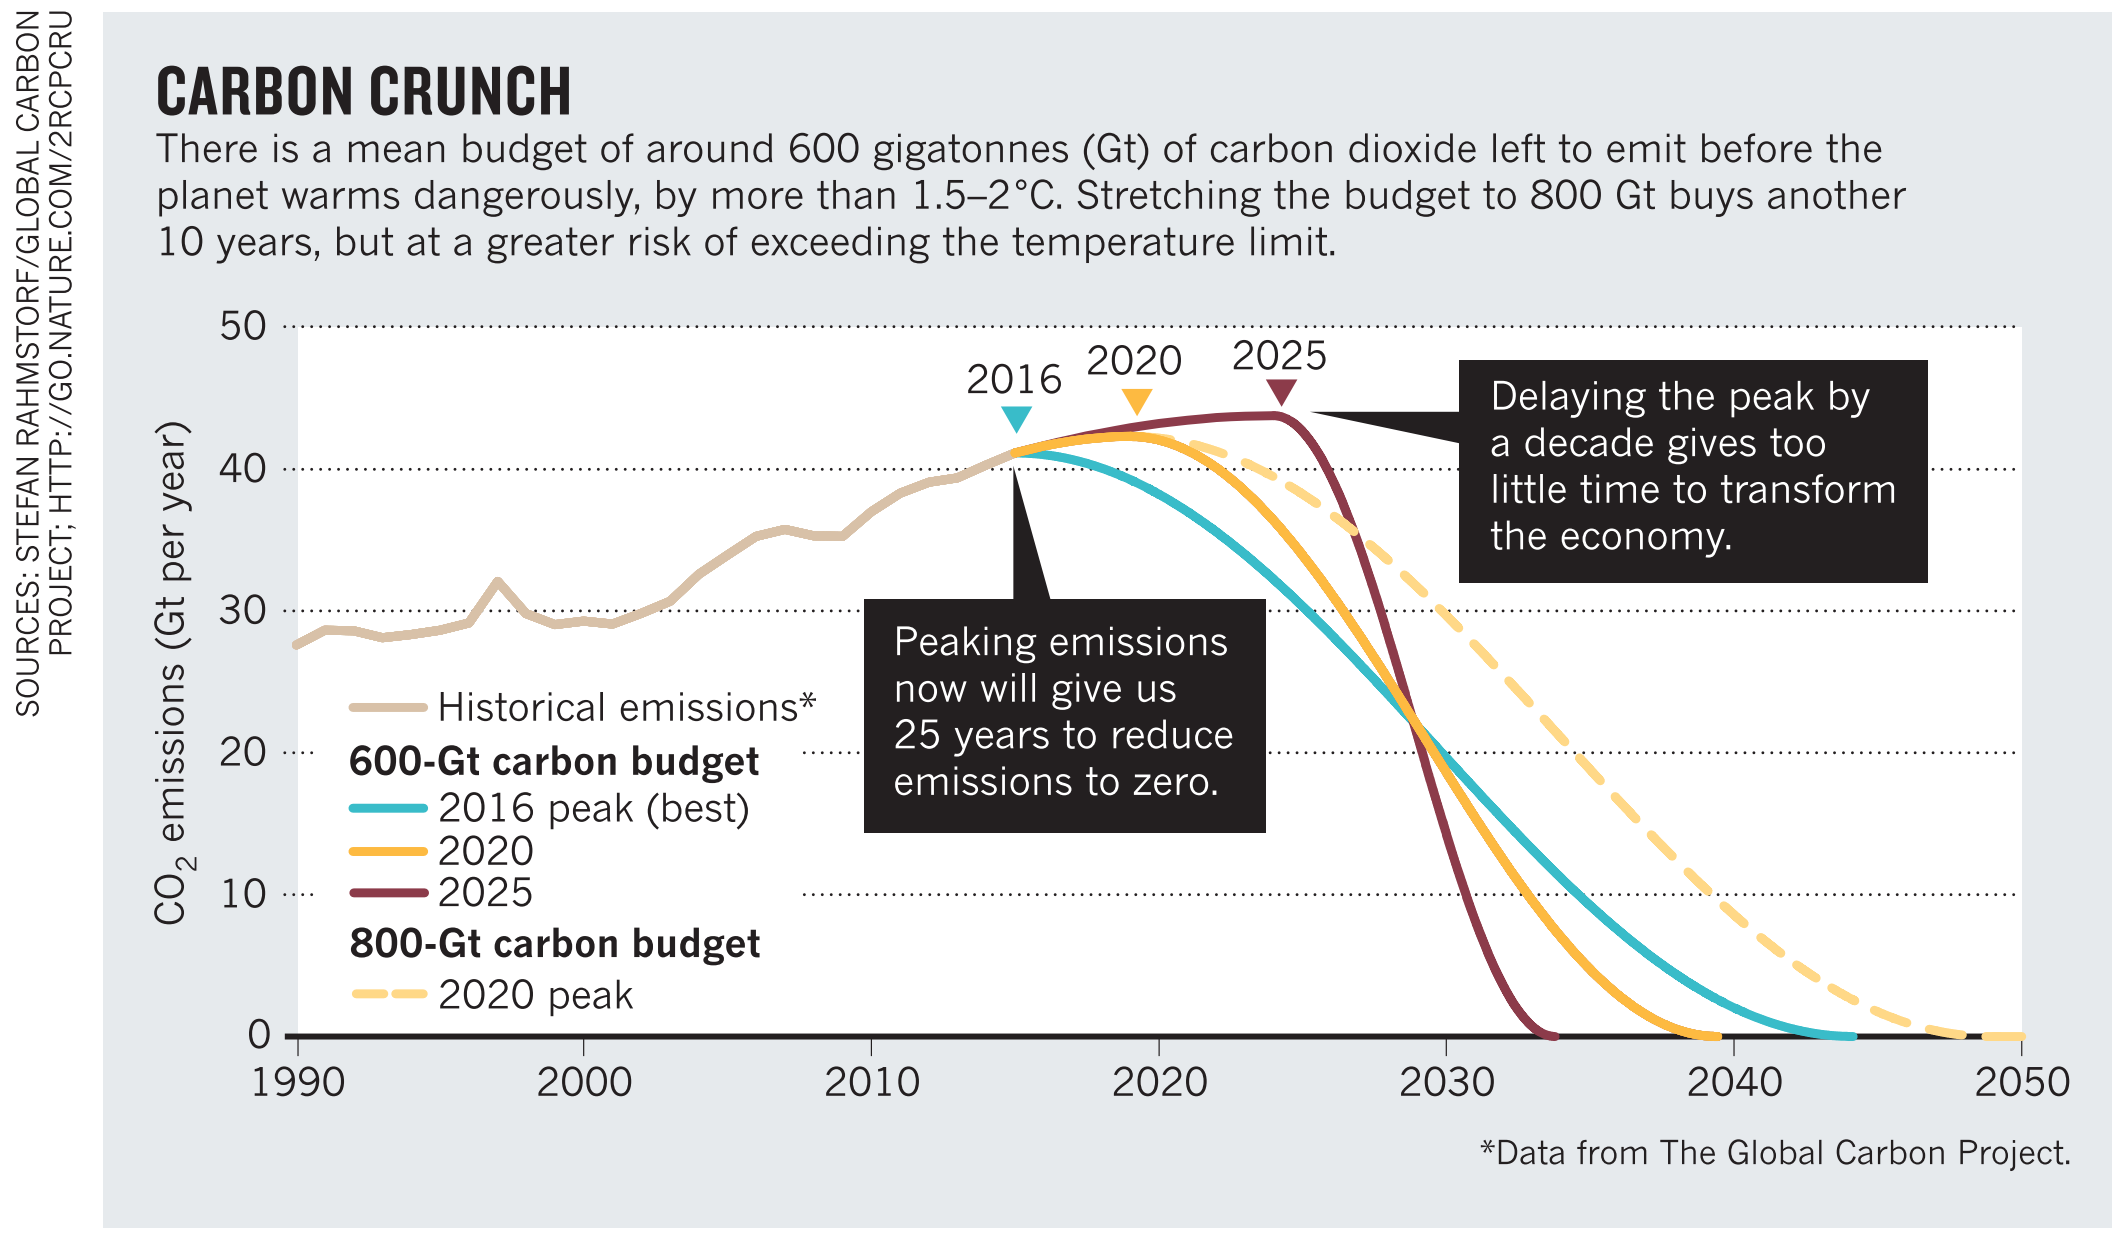 SOURCES: STEFAN RAHMSTORF/GLOBAL CARBON
PROJECT; HTTP://GO.NATURE.COM/2RCPCRU
CARBON CRUNCH
There is a mean budget of around 600 gigatonnes (Gt) of carbon dioxide left to emit before the
planet warms dangerously, by more than 1.5–2°C. Stretching the budget to 800 Gt buys another
10 years, but at a greater risk of exceeding the temperature limit.
CO2 emissions (Gt per year)
50
40
30
20
10
0
2016
2020
2025
Delaying the peak by
a decade gives too
little time to transform
the economy.
Peaking emissions
now will give us
25 years to reduce
emissions to zero.
Historical emissions*
600-Gt carbon budget
2016 peak (best)
2020
2025
800-Gt carbon budget
2020 peak
1990
2000
2010
2020
2030
2040
2050
*Data from The Global Carbon Project.